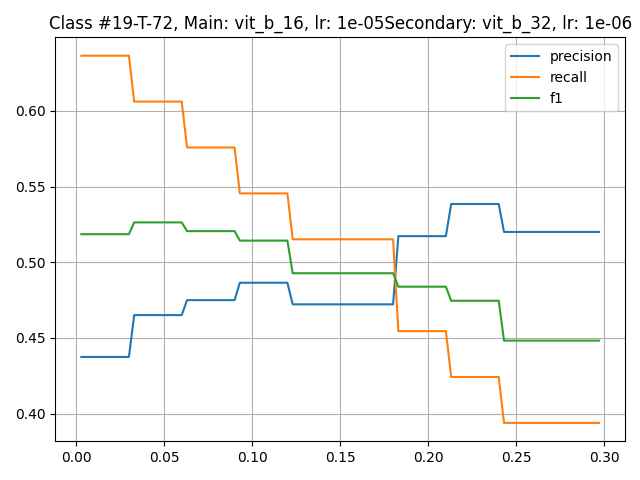 Class #19-T-72, Main: vit_b_16, lr: 1e-05Secondary: vit_b_32, lr: 1e-06
precision
recall
f1
0.60
0.55
0.50
0.45
0.40
0.00 0.05 0.10 0.15 0.20 0.25 0.30